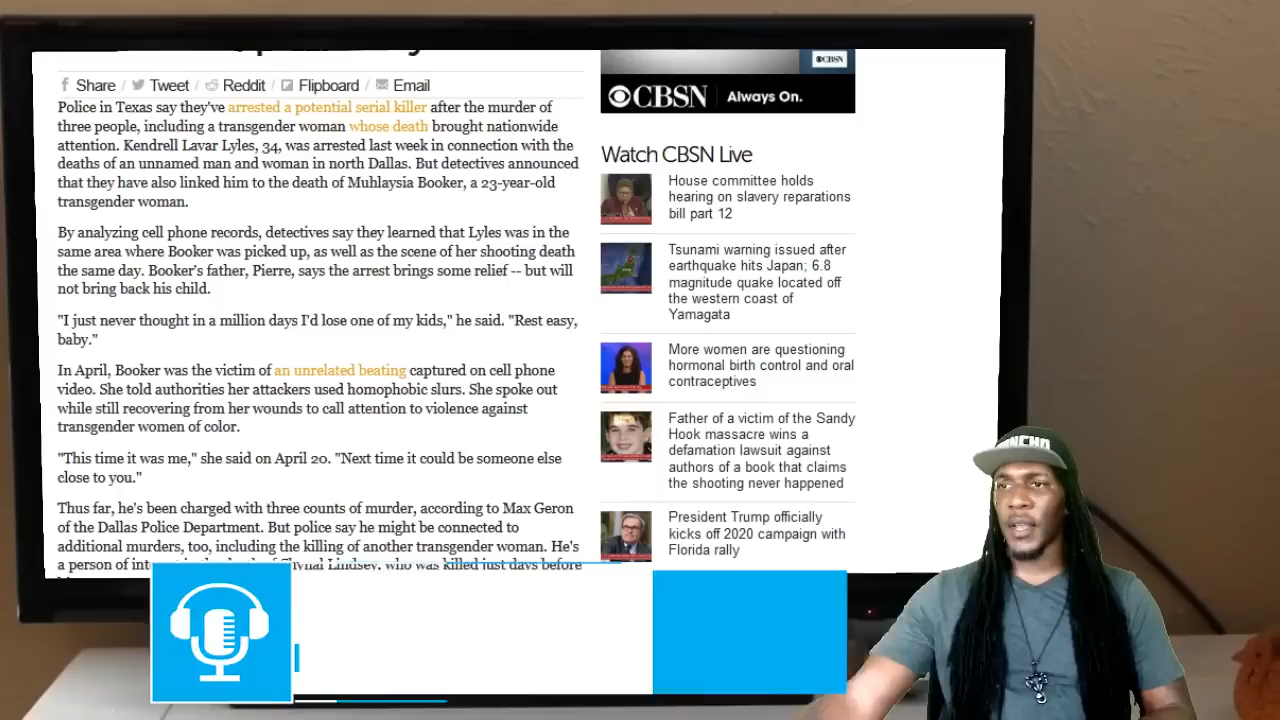 Share / Tweet / Reddit / Flipboard / Email
Police in Texas say they've arrested a potential serial killer after the murder of
three people, including a transgender woman whose death brought nationwide
attention. Kendrell Lavar Lyles, 34, was arrested last week in connection with the
deaths of an unnamed man and woman in north Dallas. But detectives announced
that they have also linked him to the death of Muhlaysia Booker, a 23-year-old
transgender woman.
By analyzing cell phone records, detectives say they learned that Lyles was in the
same area where Booker was picked up, as well as the scene of her shooting death
the same day. Booker's father, Pierre, says the arrest brings some relief -- but will
not bring back his child.
"I just never thought in a million days I'd lose one of my kids," he said. "Rest easy,
baby."
In April, Booker was the victim of an unrelated beating captured on cell phone
video. She told authorities her attackers used homophobic slurs. She spoke out
while still recovering from her wounds to call attention to violence against
transgender women of color.
"This time it was me," she said on April 20. "Next time it could be someone else
close to you."
Thus far, he's been charged with three counts of murder, according to Max Geron
of the Dallas Police Department. But police say he might be connected to
additional murders, too, including the killing of another transgender woman. He's
a person of interest in the death of Lindsey, who was killed just days before
CBSN
CBSN Always On.
Watch CBSN Live
House committee holds
hearing on slavery reparations
bill part 12
Tsunami warning issued after
earthquake hits Japan; 6.8
magnitude quake located off
the western coast of
Yamagata
More women are questioning
hormonal birth control and oral
contraceptives
Father of a victim of the Sandy
Hook massacre wins a
defamation lawsuit against
authors of a book that claims
the shooting never happened
President Trump officially
kicks off 2020 campaign with
Florida rally